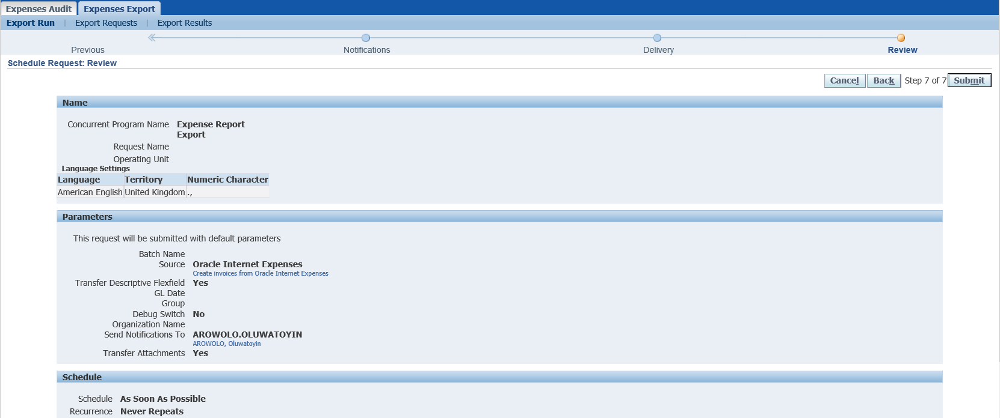 Expenses Audit Expenses Export
Export Run | Export Requests | Export Results
Previous Notifications Delivery Review
Schedule Request: Review
Cancel Back Step 7 of 7 Submit
Name
Concurrent Program Name Expense Report
Export
Request Name
Operating Unit
Language Settings
Language Territory Numeric Character
American English United Kingdom .,
Parameters
This request will be submitted with default parameters
Batch Name
Source Oracle Internet Expenses
Create invoices from Oracle Internet Expenses
Transfer Descriptive Flexfield Yes
GL Date
Group
Debug Switch No
Organization Name
Send Notifications To AROWOLO.OLUWATOYIN
AROWOLO, Oluwatoyin
Transfer Attachments Yes
Schedule
Schedule As Soon As Possible
Recurrence Never Repeats